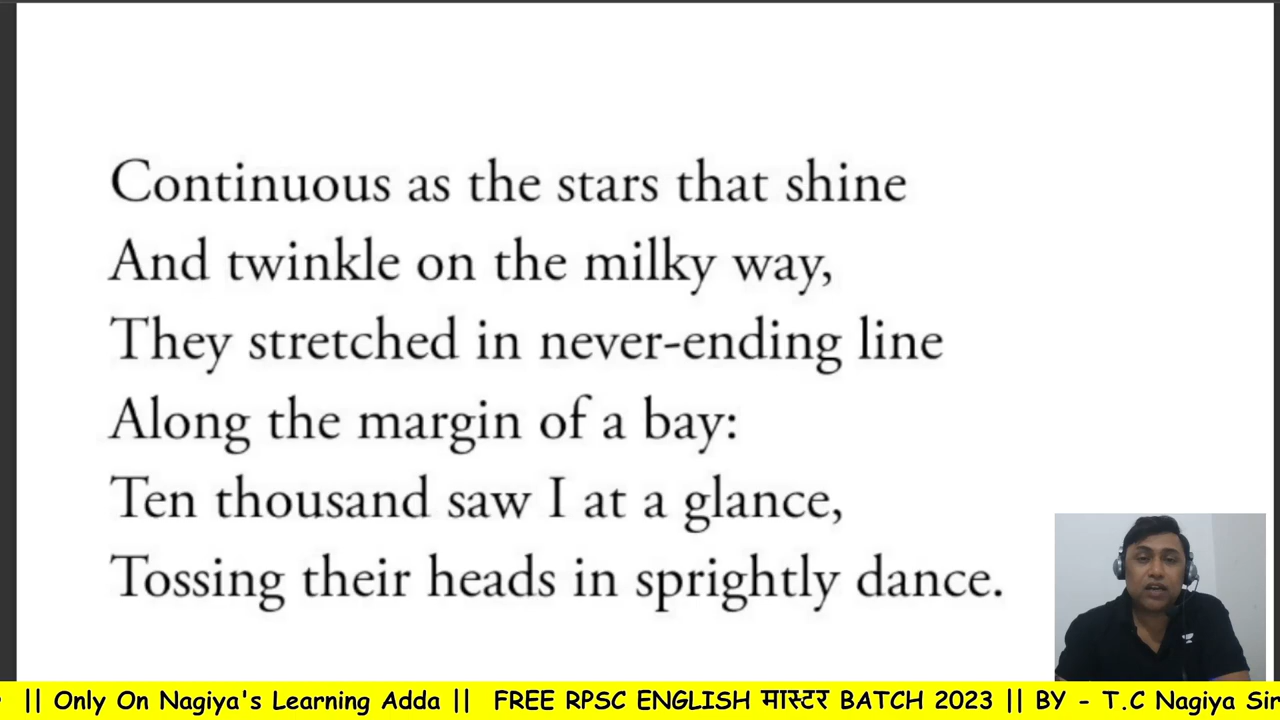 Continuous as the stars that shine
And twinkle on the milky way,
They stretched in never-ending line
Along the margin of a bay:
Ten thousand saw I at a glance,
Tossing their heads in sprightly dance.
|| Only On Nagiya's Learning Adda || FREE RPSC ENGLISH मास्टर BATCH 2023 || BY - T.C Nagiya